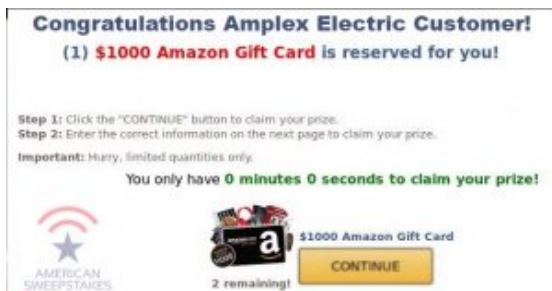 Congratulations Amplex Electric Customer!
(1) $1000 Amazon Gift Card is reserved for you!
Step 1: Click the "CONTINUE" button to claim your prize.
Step 2: Enter the correct information on the next page to claim your prize.
Important: Hurry, limited quantities only.
You only have 0 minutes 0 seconds to claim your prize!
$1000 Amazon Gift Card
CONTINUE
2 remaining!
AMERICAN
SWEEPSTAKES